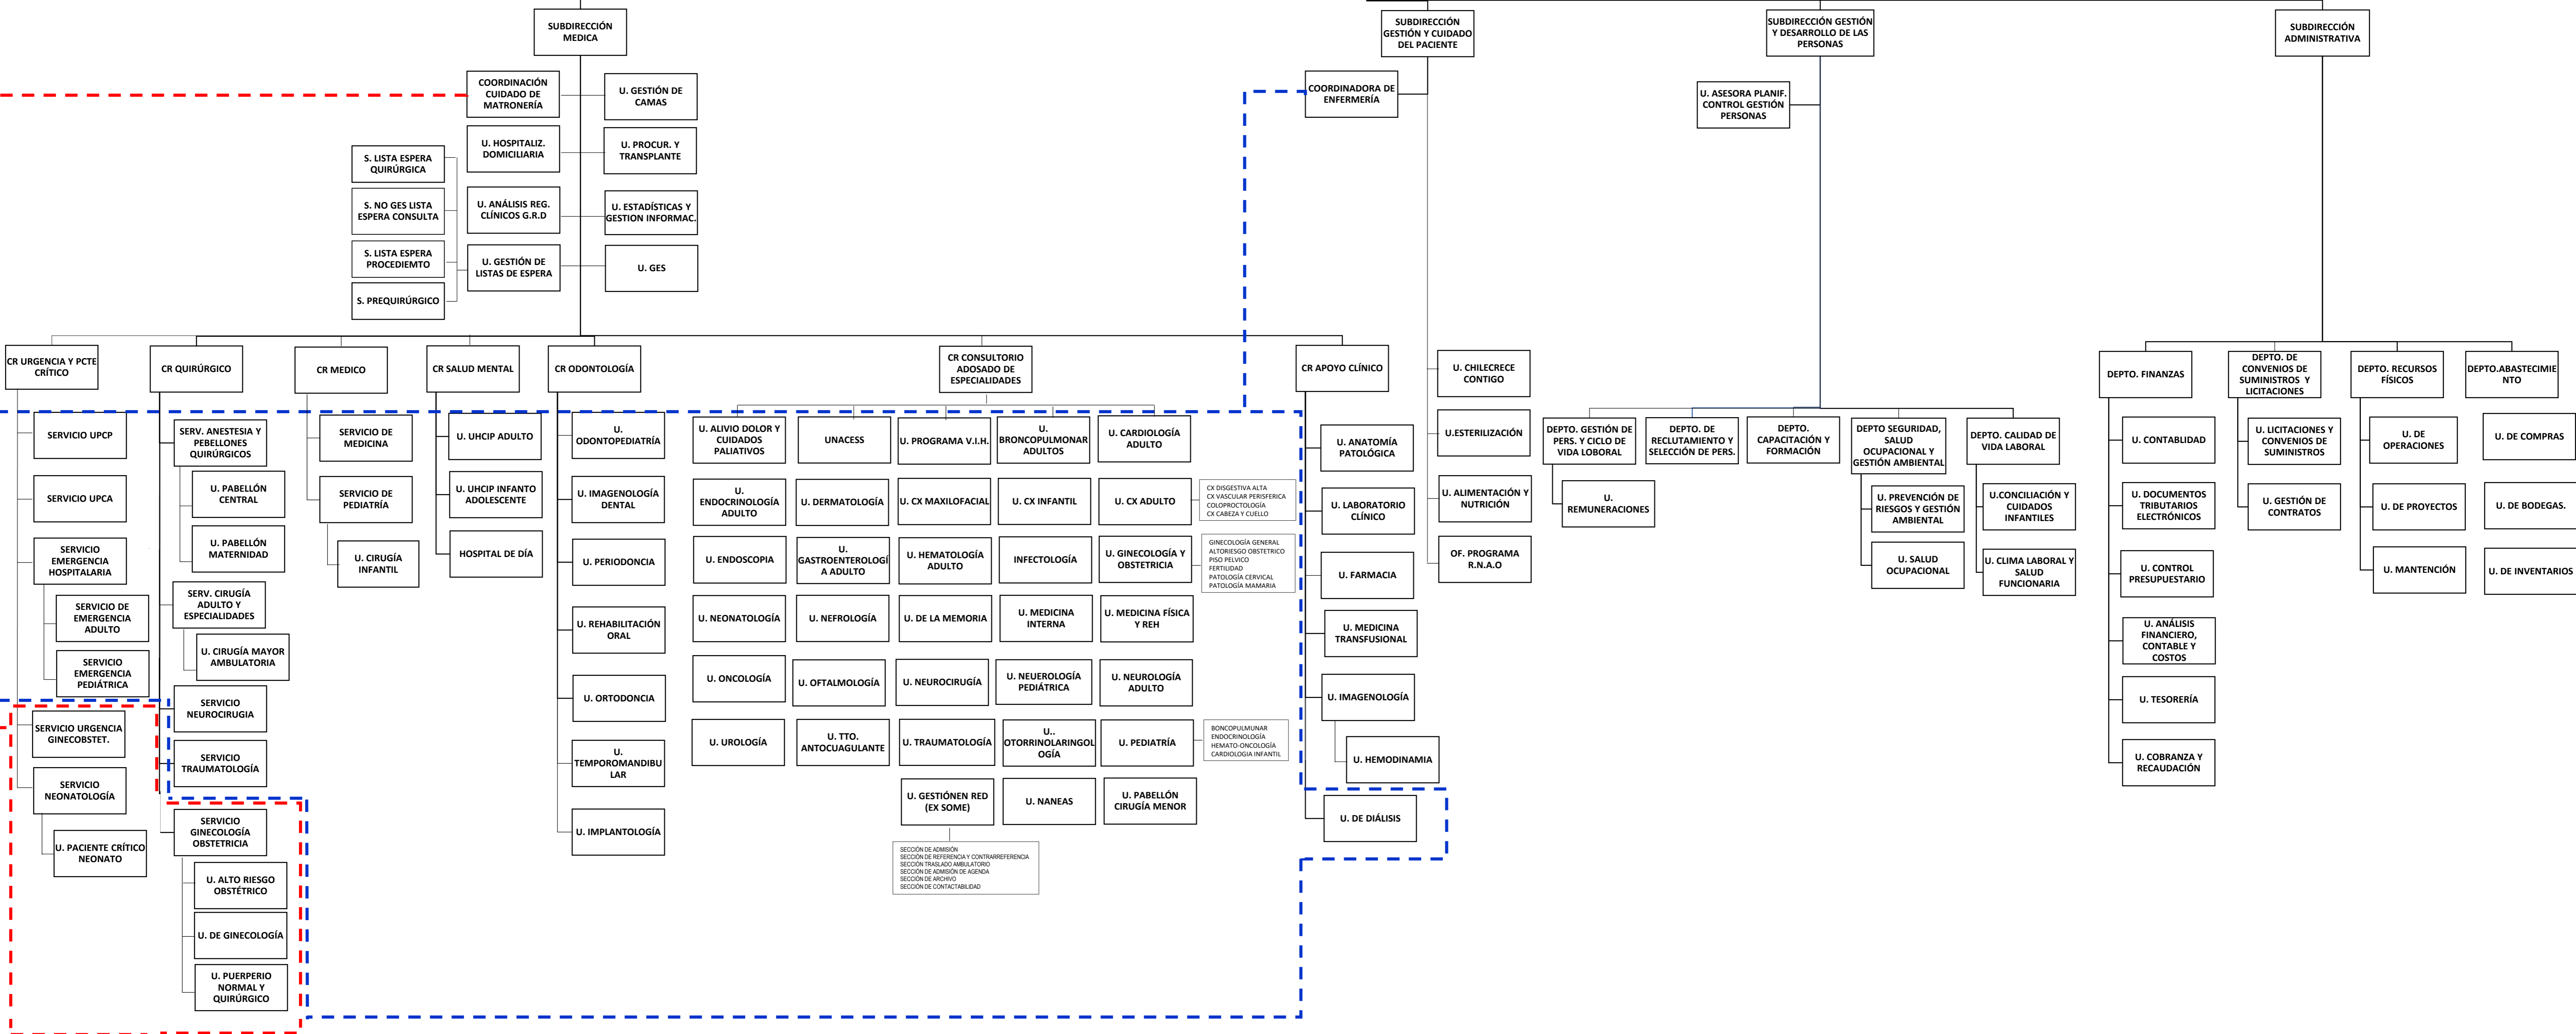 SUBDIRECCIÓN
MEDICA
SUBDIRECCIÓN
GESTIÓN Y CUIDADO
DEL PACIENTE
SUBDIRECCIÓN GESTIÓN
Y DESARROLLO DE LAS
PERSONAS
SUBDIRECCIÓN
ADMINISTRATIVA
COORDINACIÓN
CUIDADO DE
MATRONERÍA
U. GESTIÓN DE
CAMAS
U. HOSPITALIZ.
DOMICILIARIA
U. PROCUR. Y
TRANSPLANTE
U. ANÁLISIS REG.
CLÍNICOS G.R.D
U. ESTADÍSTICAS Y
GESTION INFORMAC.
U. GESTIÓN DE
LISTAS DE ESPERA
U. GES
S. LISTA ESPERA
QUIRÚRGICA
S. NO GES LISTA
ESPERA CONSULTA
S. LISTA ESPERA
PROCEDIEMTO
S. PREQUIRÚRGICO
COORDINADORA DE
ENFERMERÍA
U. ASESORA PLANIF.
CONTROL GESTIÓN
PERSONAS
CR URGENCIA Y PCTE
CRÍTICO
SERVICIO UPCP
SERVICIO UPCA
SERVICIO
EMERGENCIA
HOSPITALARIA
SERVICIO DE
EMERGENCIA
ADULTO
SERVICIO
EMERGENCIA
PEDIÁTRICA
SERVICIO URGENCIA
GINECOBSTET.
SERVICIO
NEONATOLOGÍA
U. PACIENTE CRÍTICO
NEONATO
CR QUIRÚRGICO
SERV. ANESTESIA Y
PEBELLONES
QUIRÚRGICOS
U. PABELLÓN
CENTRAL
U. PABELLÓN
MATERNIDAD
SERV. CIRUGÍA
ADULTO Y
ESPECIALIDADES
U. CIRUGÍA MAYOR
AMBULATORIA
SERVICIO
NEUROCIRUGIA
SERVICIO
TRAUMATOLOGÍA
SERVICIO
GINECOLOGÍA
OBSTETRICIA
U. ALTO RIESGO
OBSTÉTRICO
U. DE GINECOLOGÍA
U. PUERPERIO
NORMAL Y
QUIRÚRGICO
CR MEDICO
SERVICIO DE
MEDICINA
SERVICIO DE
PEDIATRÍA
U. CIRUGÍA
INFANTIL
CR SALUD MENTAL
U. UHCIP ADULTO
U. UHCIP INFANTO
ADOLESCENTE
HOSPITAL DE DÍA
CR ODONTOLOGÍA
U.
ODONTOPEDIATRÍA
U. IMAGENOLOGÍA
DENTAL
U. PERIODONCIA
U. REHABILITACIÓN
ORAL
U. ORTODONCIA
U.
TEMPOROMANDIBU
LAR
U. IMPLANTOLOGÍA
CR CONSULTORIO
ADOSADO DE
ESPECIALIDADES
U. ALIVIO DOLOR Y
CUIDADOS
PALIATIVOS
UNACESS
U. PROGRAMA V.I.H.
U.
BRONCOPULMONAR
ADULTOS
U. CARDIOLOGÍA
ADULTO
U.
ENDOCRINOLOGÍA
ADULTO
U. DERMATOLOGÍA
U. CX MAXILOFACIAL
U. CX INFANTIL
U. CX ADULTO
CX DISGESTIVA ALTA
CX VASCULAR PERISFERICA
COLOPROCTOLOGÍA
CX CABEZA Y CUELLO
U. ENDOSCOPIA
U.
GASTROENTEROLOGÍ
A ADULTO
U. HEMATOLOGÍA
ADULTO
INFECTOLOGÍA
U. GINECOLOGÍA Y
OBSTETRICIA
GINECOLOGÍA GENERAL
ALTORIESGO OBSTETRICO
PISO PELVICO
FERTILIDAD
PATOLOGÍA CERVICAL
PATOLOGÍA MAMARIA
U. NEONATOLOGÍA
U. NEFROLOGÍA
U. DE LA MEMORIA
U. MEDICINA
INTERNA
U. MEDICINA FÍSICA
Y REH
U. ONCOLOGÍA
U. OFTALMOLOGÍA
U. NEUROCIRUGÍA
U. NEUEROLOGÍA
PEDIÁTRICA
U. NEUROLOGÍA
ADULTO
U. UROLOGÍA
U. TTO.
ANTOCUAGULANTE
U. TRAUMATOLOGÍA
U..
OTORRINOLARINGOL
OGÍA
U. PEDIATRÍA
BONCOPULMUNAR
ENDOCRINOLOGÍA
HEMATO-ONCOLOGÍA
CARDIOLOGIA INFANTIL
U. GESTIÓNEN RED
(EX SOME)
U. NANEAS
U. PABELLÓN
CIRUGÍA MENOR
SECCIÓN DE ADMISIÓN
SECCIÓN DE REFERENCIA Y CONTRARREFERENCIA
SECCIÓN TRASLADO AMBULATORIO
SECCIÓN DE ADMISIÓN DE AGENDA
SECCIÓN DE ARCHIVO
SECCIÓN DE CONTACTABILIDAD
CR APOYO CLÍNICO
U. ANATOMÍA
PATOLÓGICA
U. LABORATORIO
CLÍNICO
U. FARMACIA
U. MEDICINA
TRANSFUSIONAL
U. IMAGENOLOGÍA
U. HEMODINAMIA
U. DE DIÁLISIS
U. CHILECRECE
CONTIGO
U.ESTERILIZACIÓN
U. ALIMENTACIÓN Y
NUTRICIÓN
OF. PROGRAMA
R.N.A.O
DEPTO. GESTIÓN DE
PERS. Y CICLO DE
VIDA LOBORAL
U.
REMUNERACIONES
DEPTO. DE
RECLUTAMIENTO Y
SELECCIÓN DE PERS.
DEPTO.
CAPACITACIÓN Y
FORMACIÓN
DEPTO SEGURIDAD,
SALUD
OCUPACIONAL Y
GESTIÓN AMBIENTAL
U. PREVENCIÓN DE
RIESGOS Y GESTIÓN
AMBIENTAL
U. SALUD
OCUPACIONAL
DEPTO. CALIDAD DE
VIDA LABORAL
U.CONCILIACIÓN Y
CUIDADOS
INFANTILES
U. CLIMA LABORAL Y
SALUD
FUNCIONARIA
DEPTO. FINANZAS
U. CONTABLIDAD
U. DOCUMENTOS
TRIBUTARIOS
ELECTRÓNICOS
U. CONTROL
PRESUPUESTARIO
U. ANÁLISIS
FINANCIERO,
CONTABLE Y
COSTOS
U. TESORERÍA
U. COBRANZA Y
RECAUDACIÓN
DEPTO. DE
CONVENIOS DE
SUMINISTROS Y
LICITACIONES
U. LICITACIONES Y
CONVENIOS DE
SUMINISTROS
U. GESTIÓN DE
CONTRATOS
DEPTO. RECURSOS
FÍSICOS
U. DE
OPERACIONES
U. DE PROYECTOS
U. MANTENCIÓN
DEPTO.ABASTECIMIE
NTO
U. DE COMPRAS
U. DE BODEGAS.
U. DE INVENTARIOS